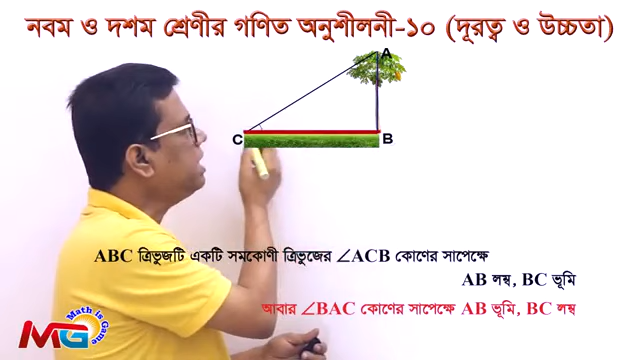 নবম ও দশম শ্রেণীর গণিত অনুশীলনী-১০ (দূরত্ব ও উচ্চতা)
A
C
B
ABC ত্রিভুজটি একটি সমকোণী ত্রিভুজের ∠ACB কোণের সাপেক্ষে
AB লম্ব, BC ভূমি
আবার ∠BAC কোণের সাপেক্ষে AB ভূমি, BC লম্ব
MG
Math is Game